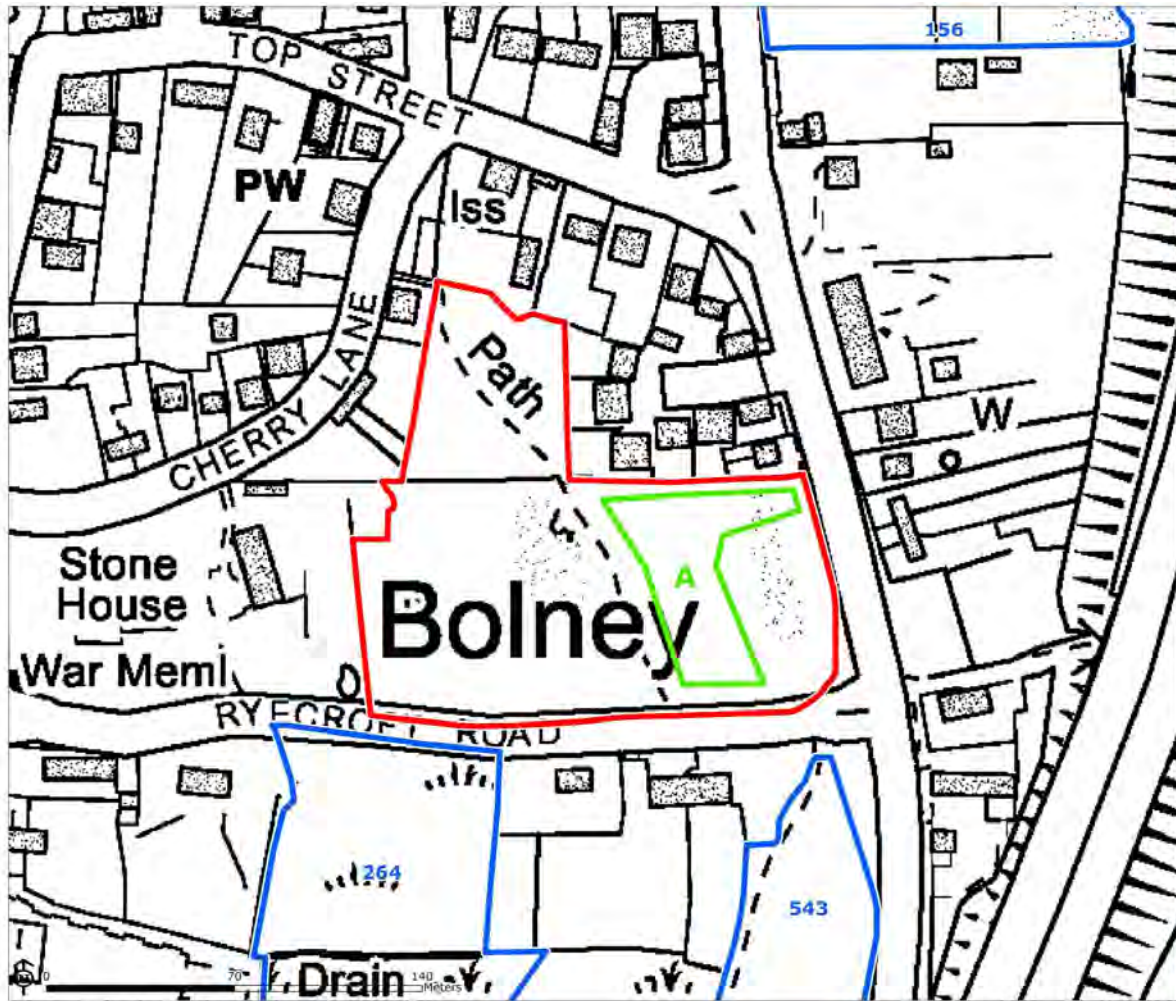 156
TOP STREET
PW
Iss
CHERRY LANE
Path
W
Stone
House
Bolney
A
War Meml
RYECROFT ROAD
264
543
Drain
0 70 140
Meters